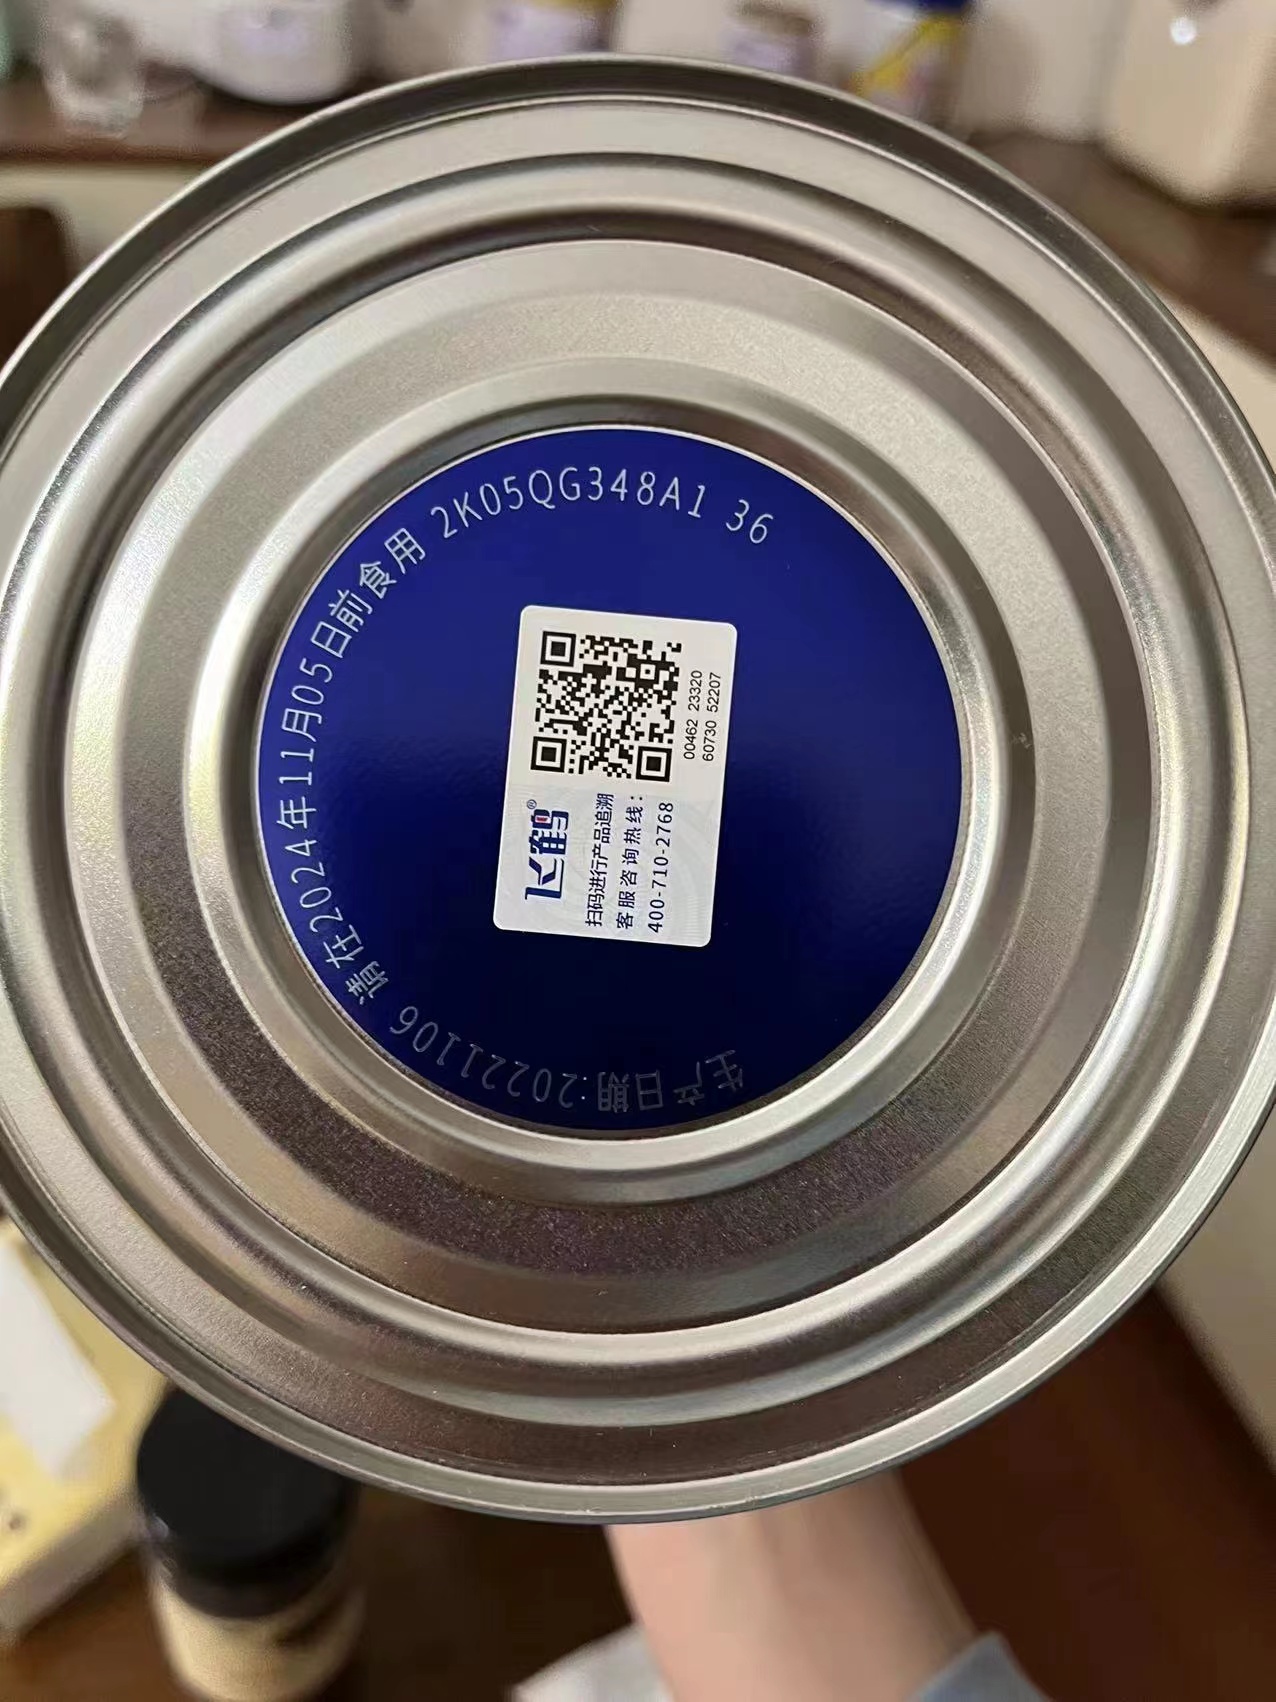 生产日期:20221106 请在2024年11月05日前食用 2K05QG348A1 36
飞鹤®
扫码进行产品追溯
客服咨询热线：
400-710-2768
00462 23320
60730 52207